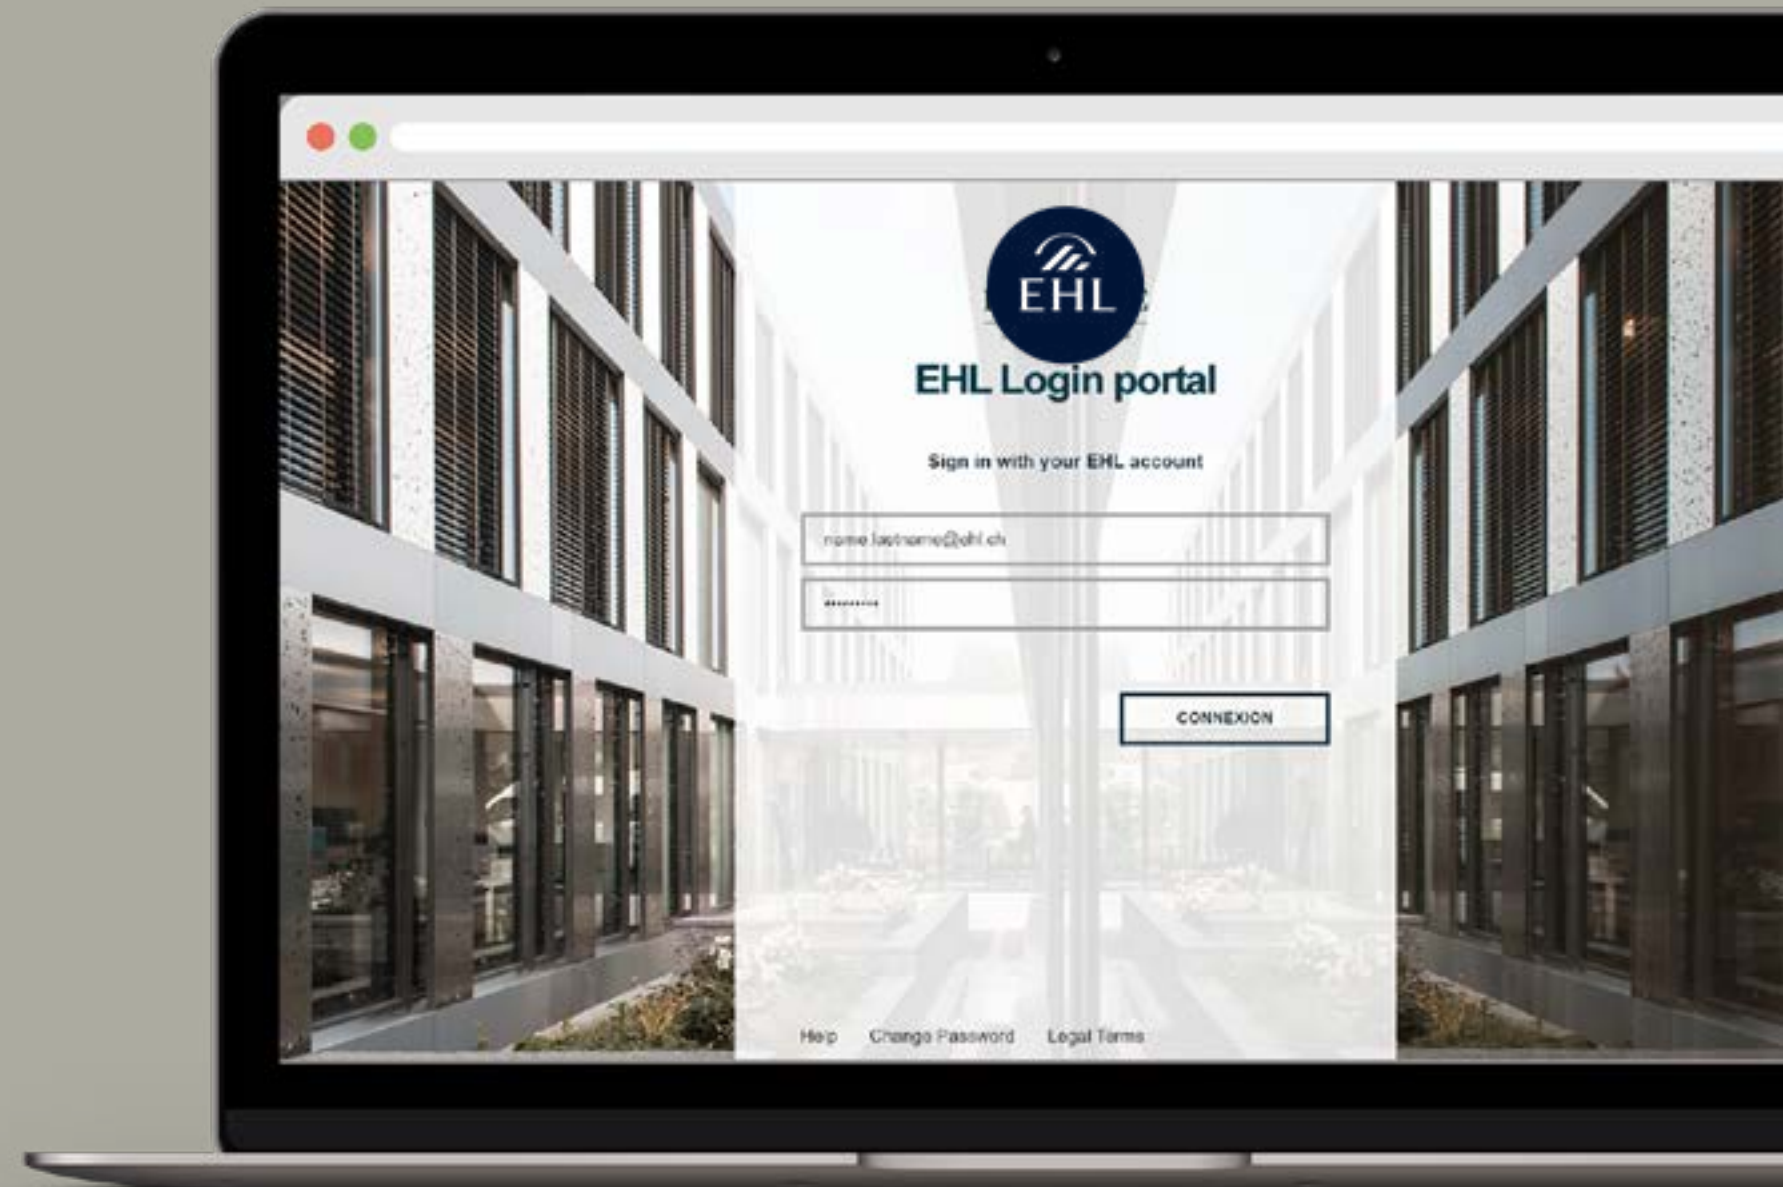 EHL
EHL Login portal
Sign in with your EHL account
name.lastname@ehl.ch
CONNEXION
Help Change Password Legal Terms